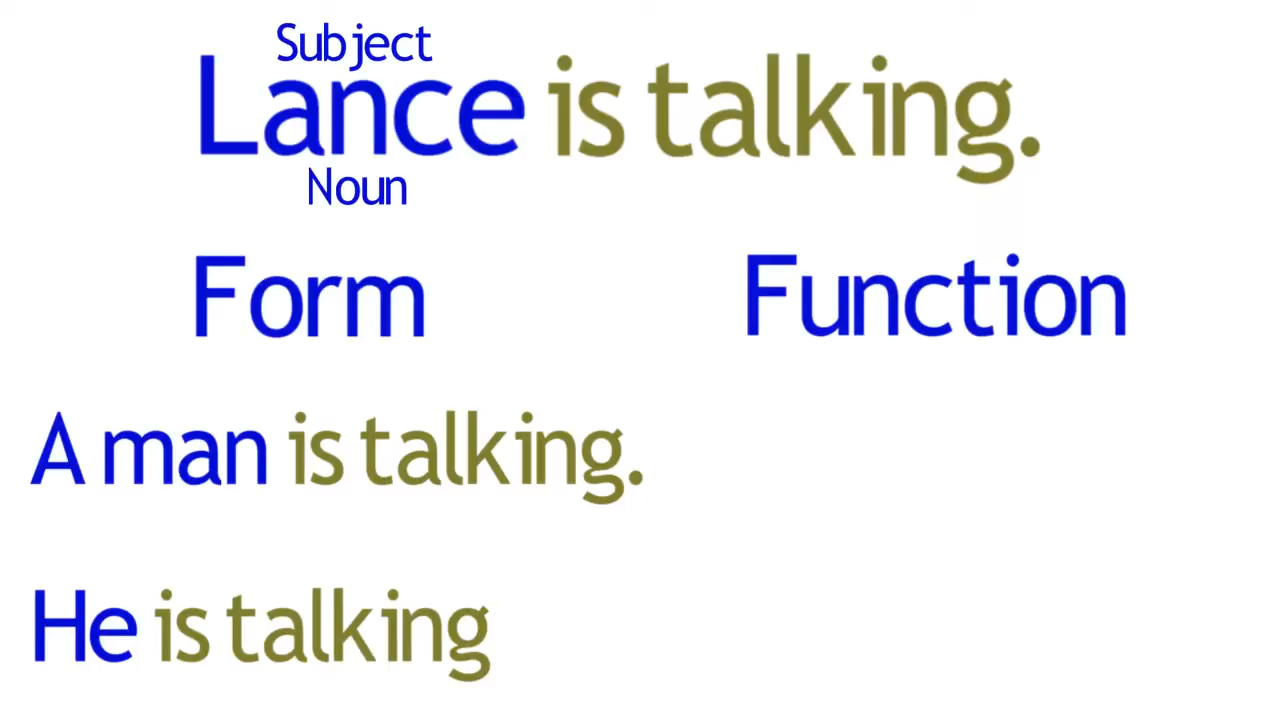 Subject
Lance is talking.
Noun
Form Function
A man is talking.
He is talking